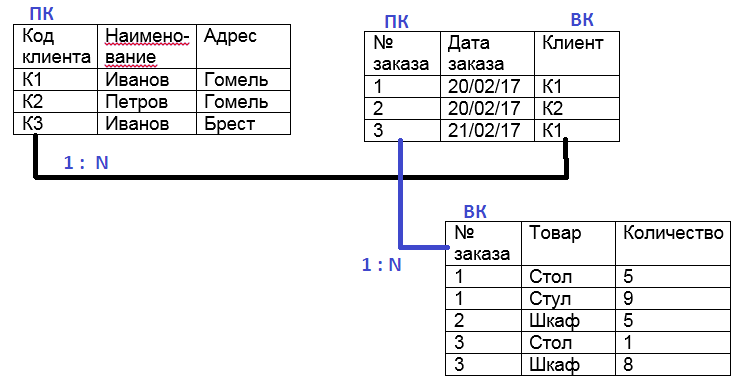 ПК
Код клиента Наимено-вание Адрес
К1 Иванов Гомель
К2 Петров Гомель
К3 Иванов Брест
ПК ВК
№ заказа Дата заказа Клиент
1 20/02/17 К1
2 20/02/17 К2
3 21/02/17 К1
1 : N
ВК
№ заказа Товар Количество
1 Стол 5
1 Стул 9
2 Шкаф 5
3 Стол 1
3 Шкаф 8
1 : N